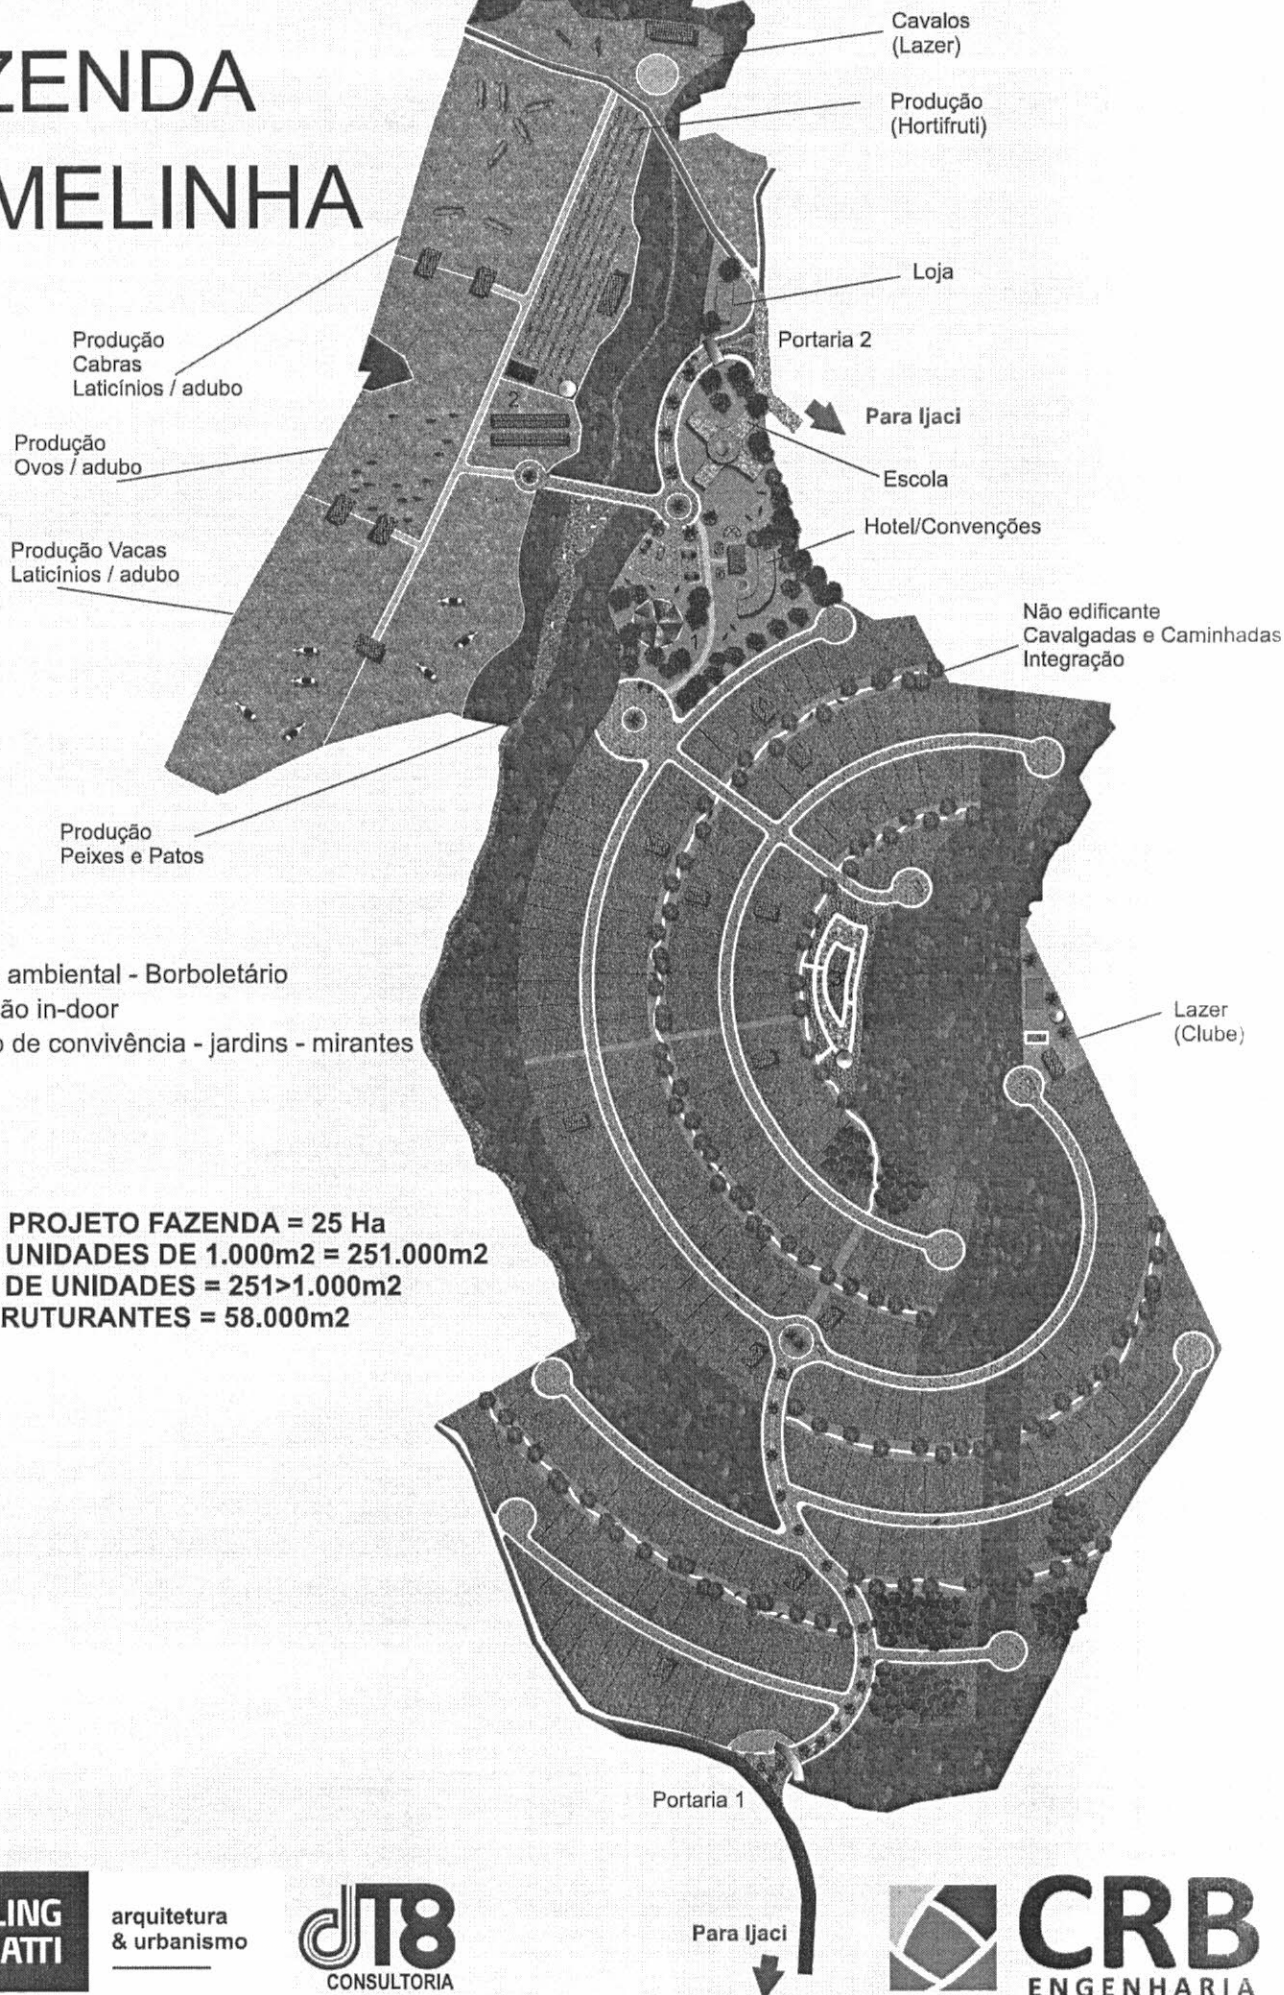 ZENDA
MELINHA
Cavalos
(Lazer)
Produção
(Hortifruti)
Loja
Portaria 2
Para Ijaci
Escola
Hotel/Convenções
Não edificante
Cavalgadas e Caminhadas
Integração
Produção
Cabras
Laticínios / adubo
Produção
Ovos / adubo
Produção Vacas
Laticínios / adubo
2
1
Produção
Peixes e Patos
ambiental - Borboletário
ão in-door
o de convivência - jardins - mirantes
Lazer
(Clube)
PROJETO FAZENDA = 25 Ha
UNIDADES DE 1.000m2 = 251.000m2
DE UNIDADES = 251>1.000m2
RUTURANTES = 58.000m2
Portaria 1
Para Ijaci
LING
ATTI
arquitetura
& urbanismo
dT8
CONSULTORIA
CRB
ENGENHARIA